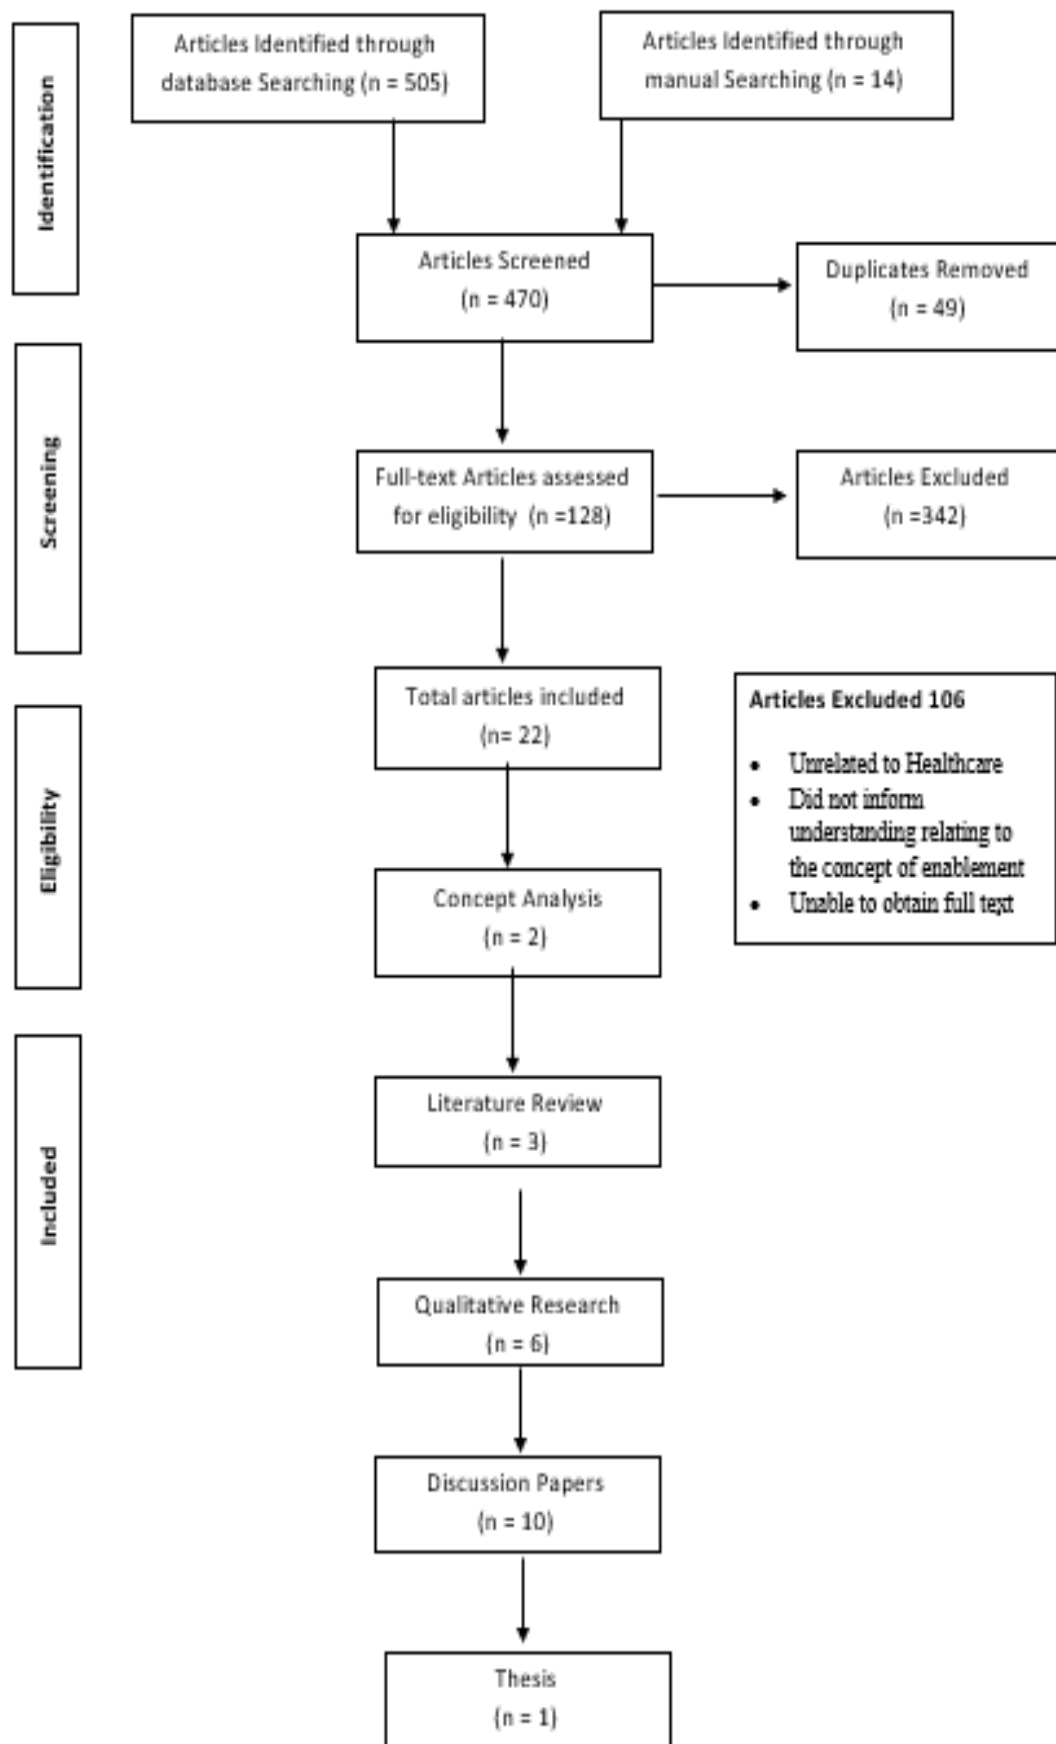 Identification
Articles Identified through
database Searching (n = 505)
Articles Identified through
manual Searching (n = 14)
Articles Screened
(n = 470)
Duplicates Removed
(n = 49)
Screening
Full-text Articles assessed
for eligibility (n =128)
Articles Excluded
(n =342)
Eligibility
Total articles included
(n= 22)
Articles Excluded 106
• Unrelated to Healthcare
• Did not inform
understanding relating to
the concept of enablement
• Unable to obtain full text
Concept Analysis
(n = 2)
Included
Literature Review
(n = 3)
Qualitative Research
(n = 6)
Discussion Papers
(n = 10)
Thesis
(n = 1)